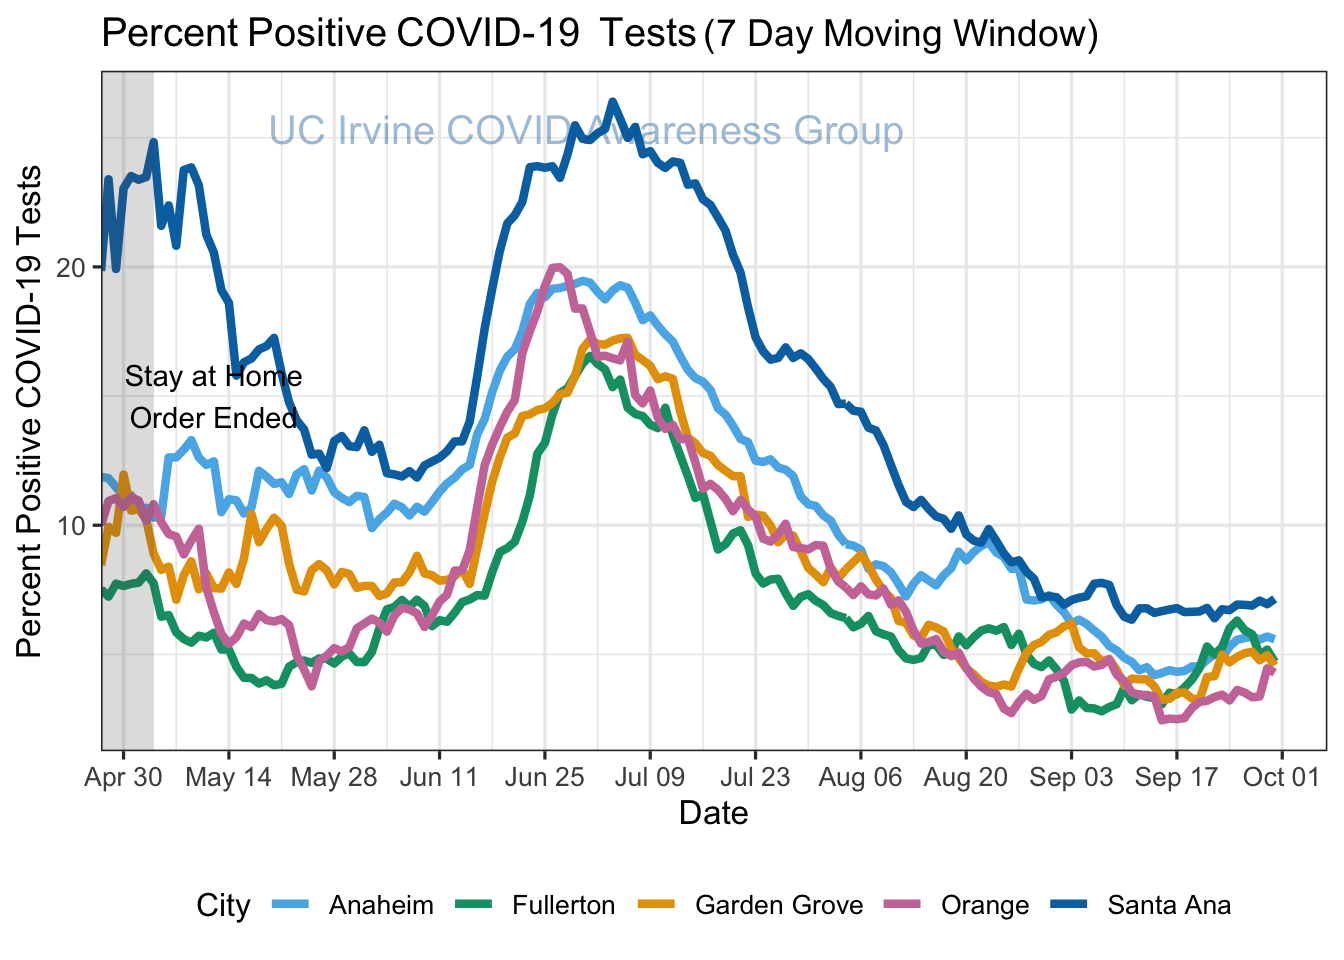 Percent Positive COVID-19 Tests (7 Day Moving Window)
UC Irvine COVID Awareness Group
Percent Positive COVID-19 Tests
20
10
Stay at Home
Order Ended
Apr 30 May 14 May 28 Jun 11 Jun 25 Jul 09 Jul 23 Aug 06 Aug 20 Sep 03 Sep 17 Oct 01
Date
City Anaheim Fullerton Garden Grove Orange Santa Ana